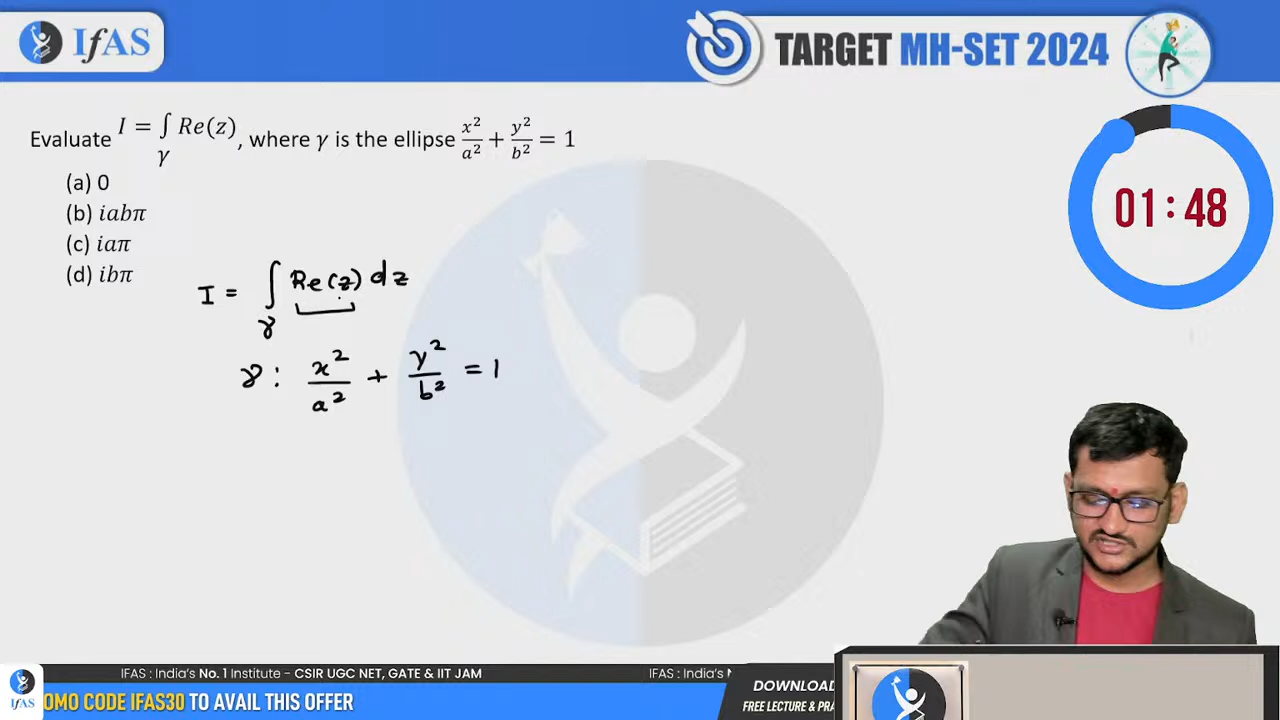 IfAS
TARGET MH-SET 2024
Evaluate I = ∫γ Re(z), where γ is the ellipse x²/a² + y²/b² = 1
(a) 0
(b) iabπ
(c) iaπ
(d) ibπ
01:48
I = ∫γ Re(z) dz
γ : x²/a² + y²/b² = 1
IFAS : India's No. 1 Institute - CSIR UGC NET, GATE & IIT JAM
IFAS : India's N
IfAS
OMO CODE IFAS30 TO AVAIL THIS OFFER
DOWNLOAD
FREE LECTURE & PRA